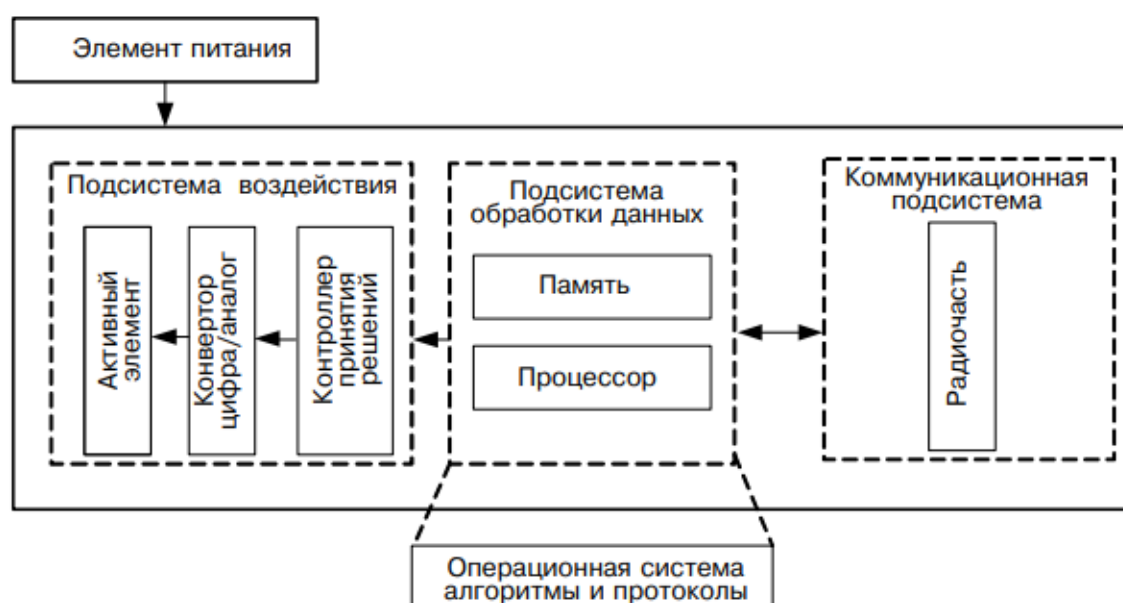 Элемент питания
Подсистема воздействия
Активный
элемент
Конвертор
цифра/аналог
Контроллер
принятия
решений
Подсистема
обработки данных
Память
Процессор
Коммуникационная
подсистема
Радиочасть
Операционная система
алгоритмы и протоколы